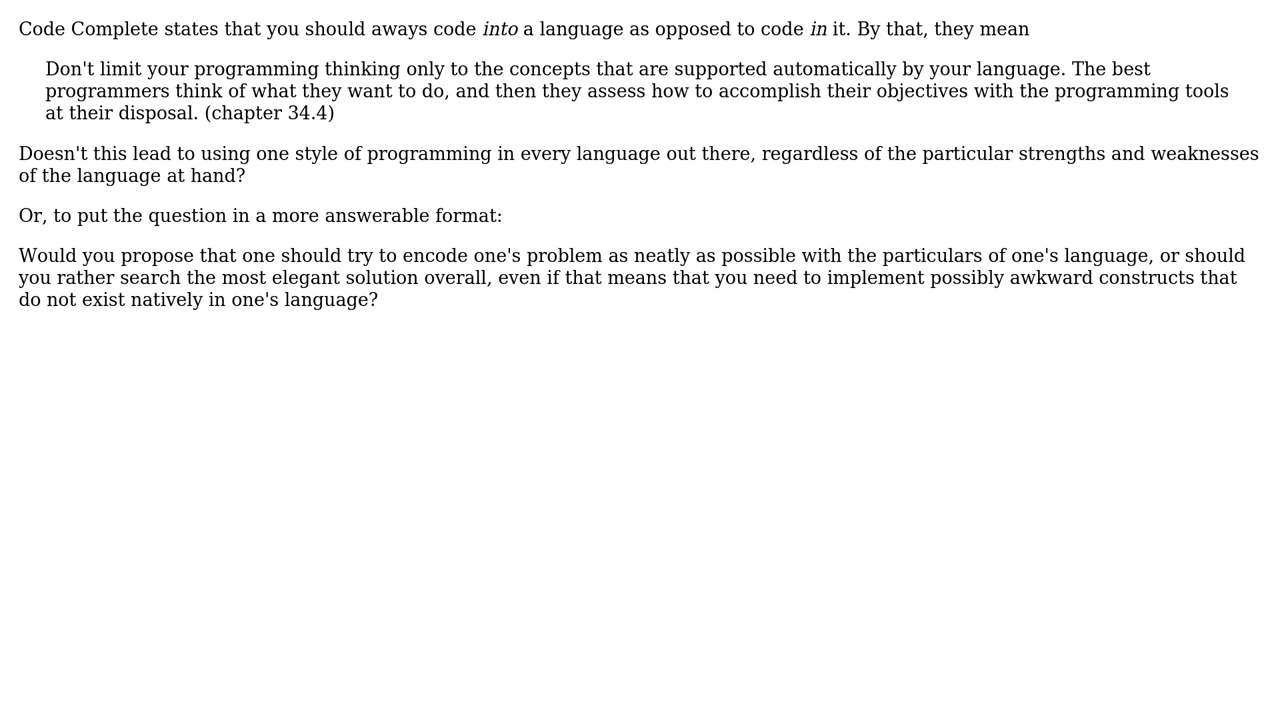 Code Complete states that you should aways code into a language as opposed to code in it. By that, they mean
Don't limit your programming thinking only to the concepts that are supported automatically by your language. The best
programmers think of what they want to do, and then they assess how to accomplish their objectives with the programming tools
at their disposal. (chapter 34.4)
Doesn't this lead to using one style of programming in every language out there, regardless of the particular strengths and weaknesses
of the language at hand?
Or, to put the question in a more answerable format:
Would you propose that one should try to encode one's problem as neatly as possible with the particulars of one's language, or should
you rather search the most elegant solution overall, even if that means that you need to implement possibly awkward constructs that
do not exist natively in one's language?